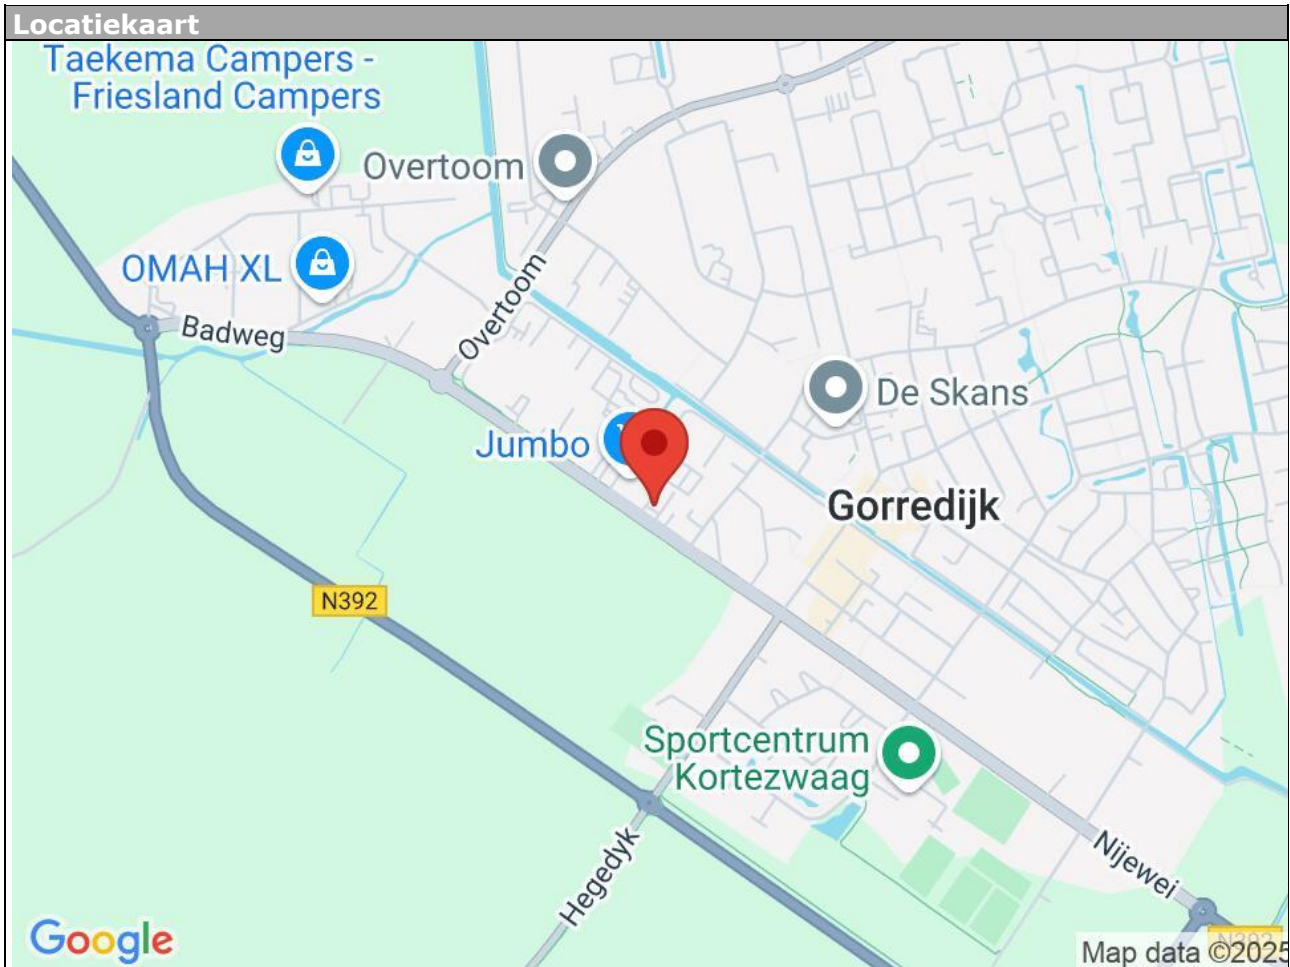 Locatiekaart
Taekema Campers -
Friesland Campers
Overtoom
OMAH XL
Badweg
Overtoom
De Skans
Jumbo
Gorredijk
N392
Sportcentrum
Kortezwaag
Hegedyk
Nijewei
N392
Google
Map data ©2025